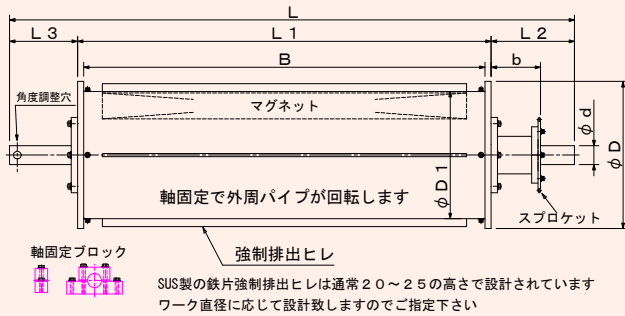 L
L3
L1
L2
B
b
角度調整穴
マグネット
φd
φD1
φD
軸固定で外周パイプが回転します
スプロケット
軸固定ブロック
強制排出ヒレ
SUS製の鉄片強制排出ヒレは通常20～25の高さで設計されています
ワーク直径に応じて設計致しますのでご指定下さい